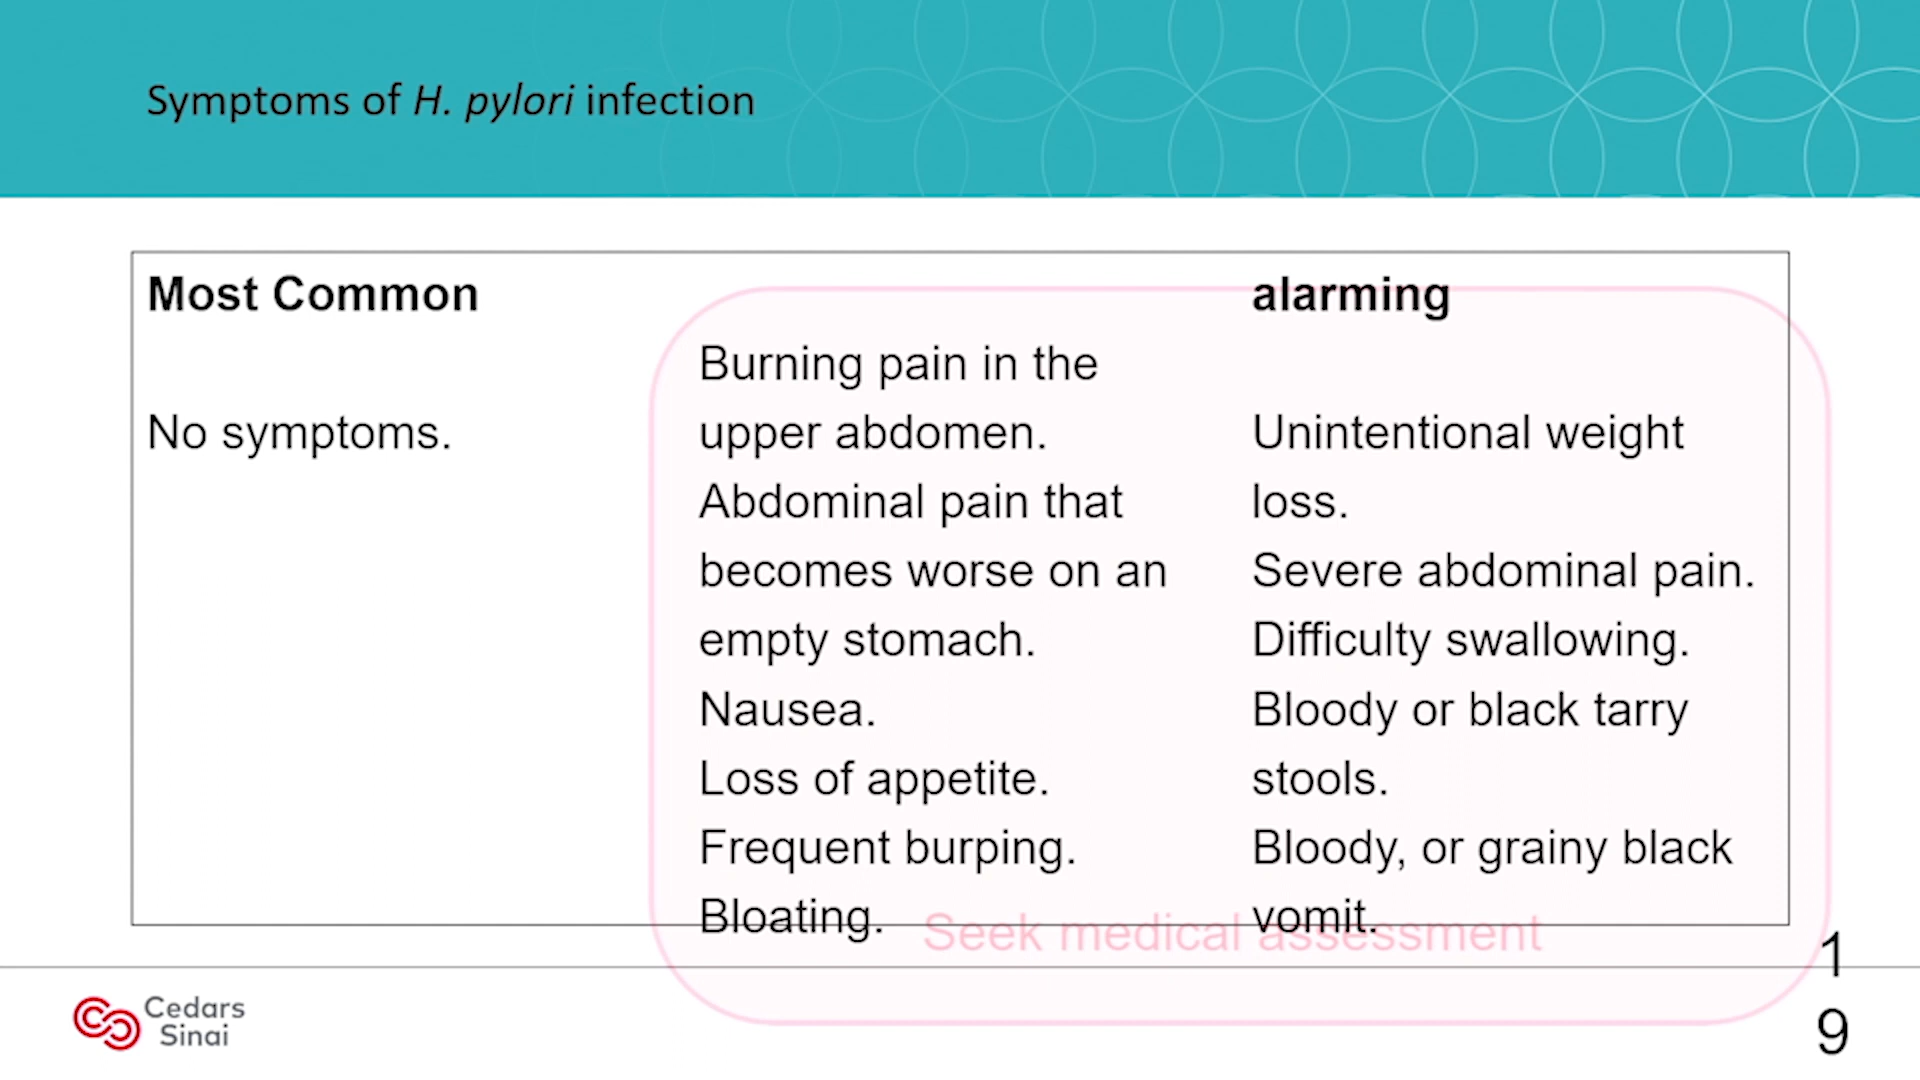 Symptoms of H. pylori infection
Most Common
No symptoms.
Burning pain in the
upper abdomen.
Abdominal pain that
becomes worse on an
empty stomach.
Nausea.
Loss of appetite.
Frequent burping.
Bloating.
alarming
Unintentional weight
loss.
Severe abdominal pain.
Difficulty swallowing.
Bloody or black tarry
stools.
Bloody, or grainy black
vomit.
Seek medical assessment
1
9
Cedars
Sinai